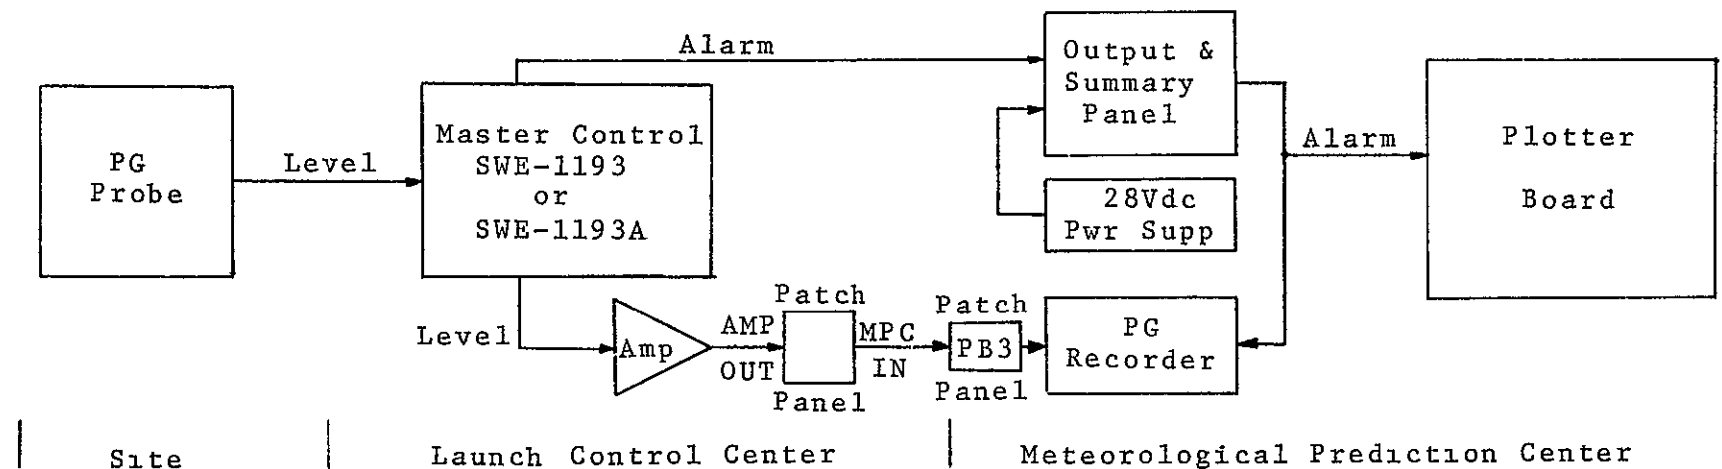 Alarm
Output &
Summary
Panel
PG
Probe
Level
Master Control
SWE-1193
or
SWE-1193A
28Vdc
Pwr Supp
Alarm
Plotter
Board
Level
Amp
AMP
OUT
Patch
Panel
MPC
IN
Patch
PB3
Panel
PG
Recorder
Site
Launch Control Center
Meteorological Prediction Center